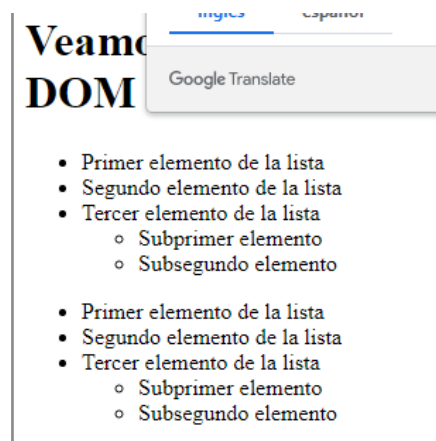 inglés español
Veamo
Google Translate
DOM
Primer elemento de la lista
Segundo elemento de la lista
Tercer elemento de la lista
Subprimer elemento
Subsegundo elemento
Primer elemento de la lista
Segundo elemento de la lista
Tercer elemento de la lista
Subprimer elemento
Subsegundo elemento